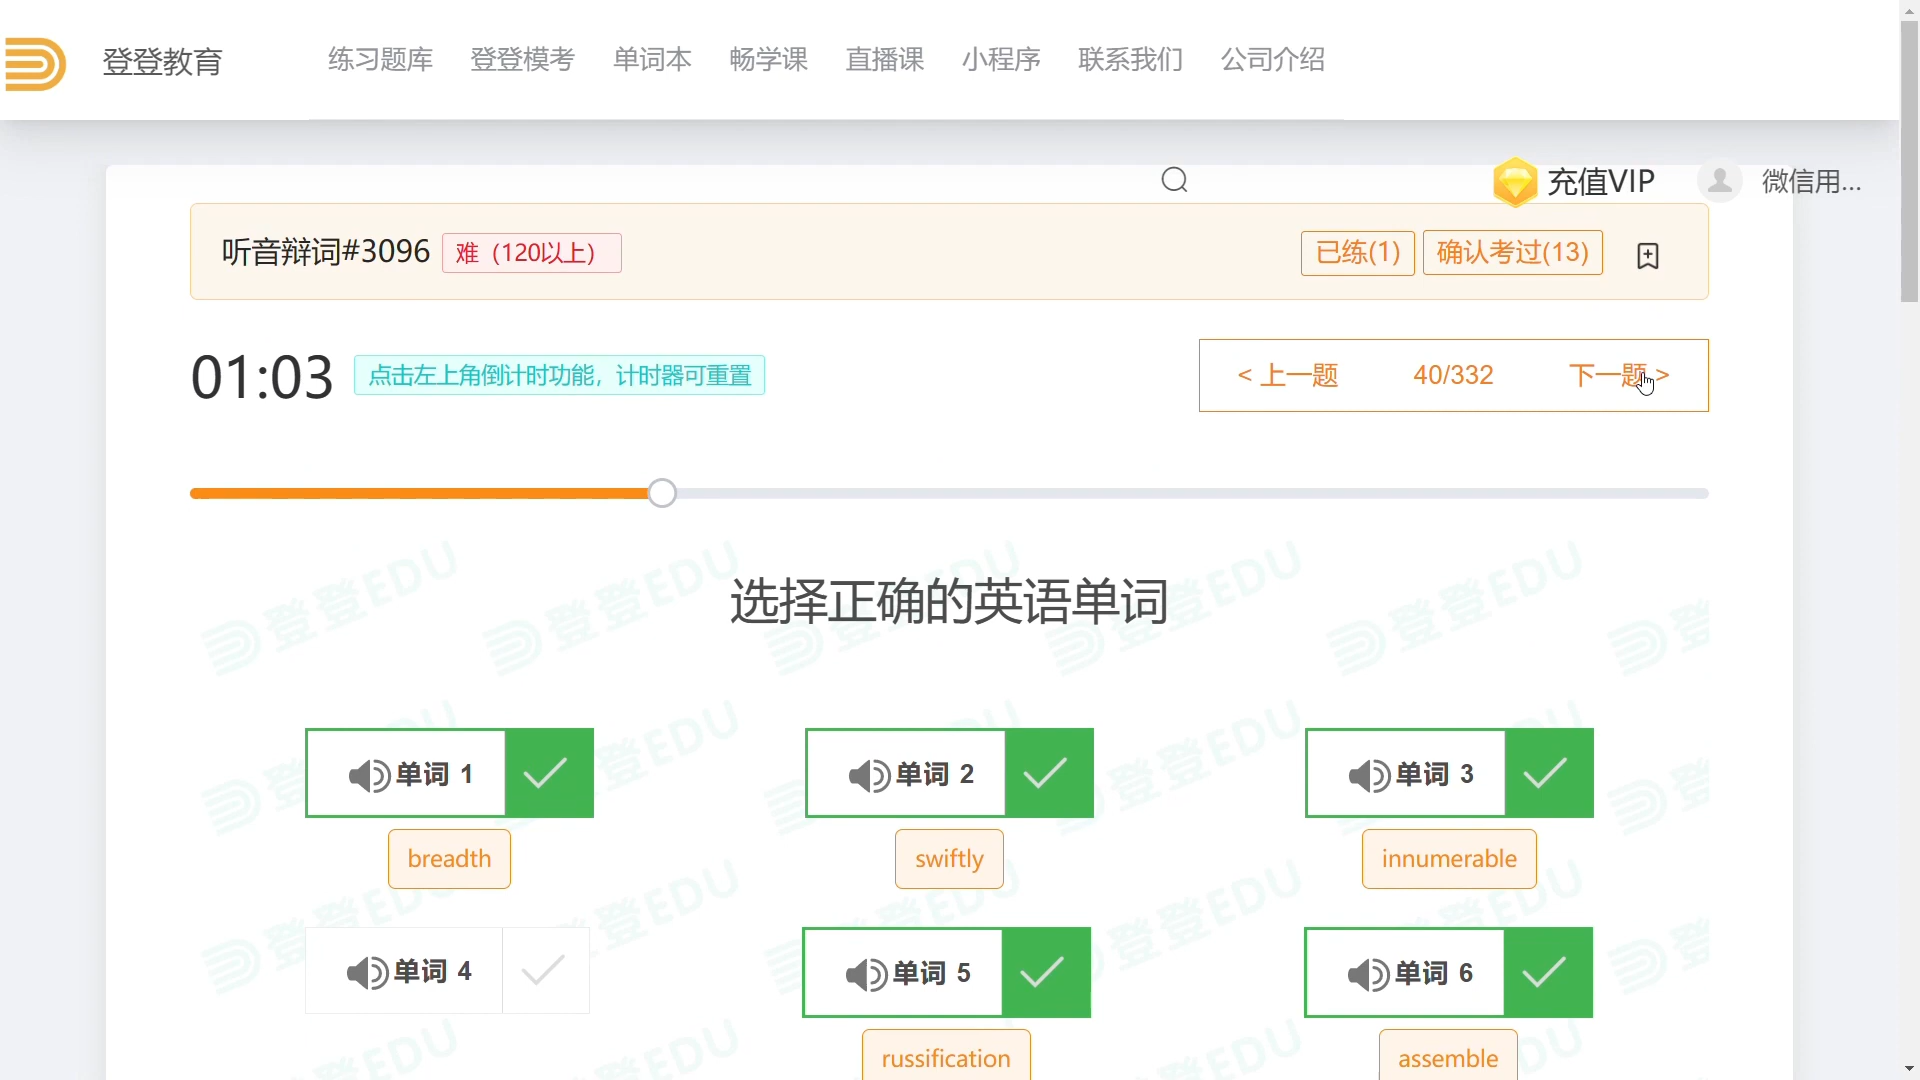 登登教育 练习题库 登登模考 单词本 畅学课 直播课 小程序 联系我们 公司介绍
充值VIP 微信用...
听音辩词#3096 难（120以上） 已练(1) 确认考过(13)
01:03 点击左上角倒计时功能，计时器可重置 < 上一题 40/332 下一题 >
选择正确的英语单词
单词 1 单词 2 单词 3
breadth swiftly innumerable
单词 4 单词 5 单词 6
russification assemble
登登EDU